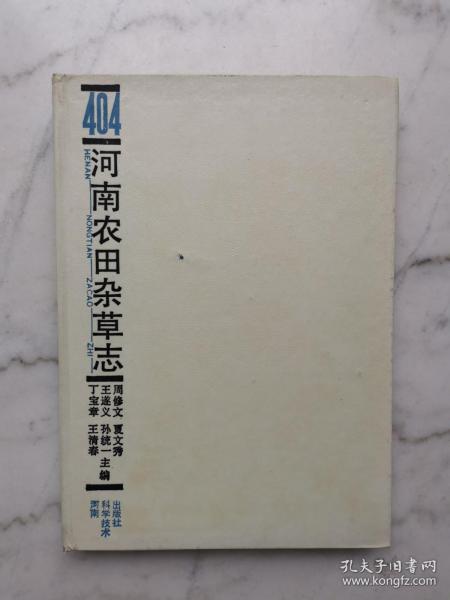 404
河南农田杂草志
HENAN NONGTIAN ZACAO ZHI
丁宝章 王清春
王遂义 孙统一 主编
周修文 夏文秀
河南
科学技术
出版社
孔夫子旧书网
www.kongfz.com